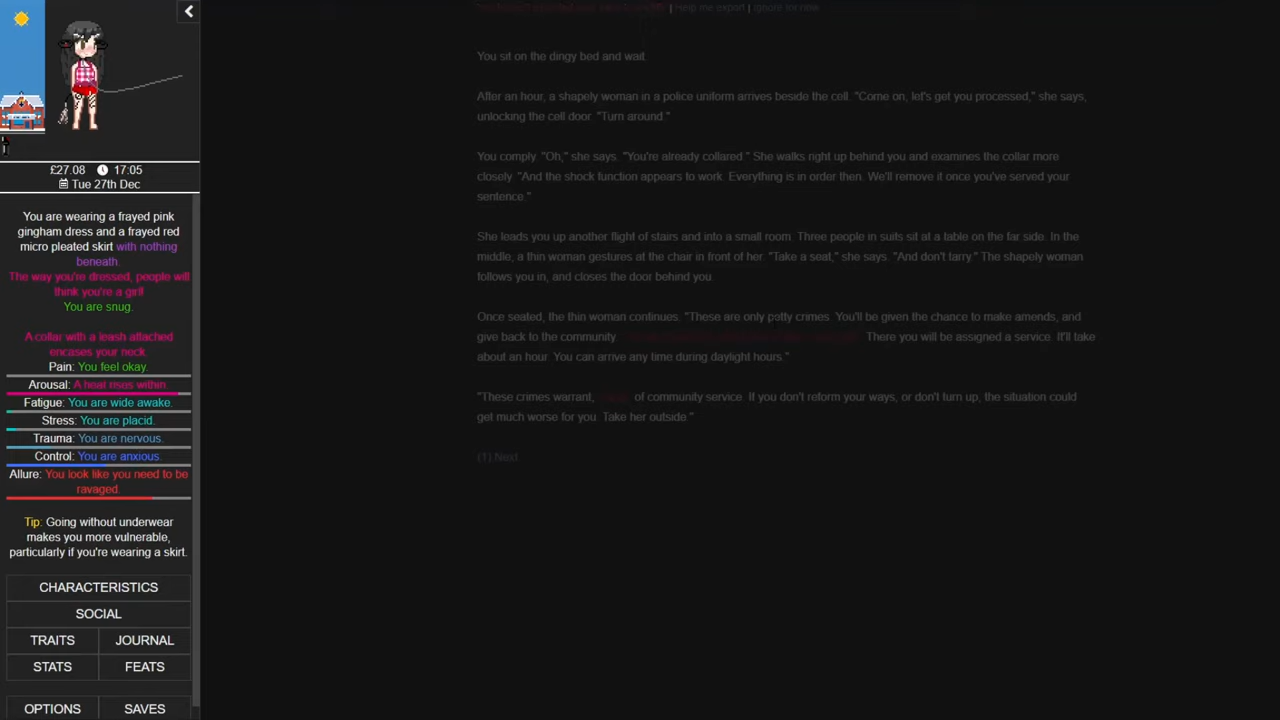 | Help me export | Ignore for now
You sit on the dingy bed and wait.
After an hour, a shapely woman in a police uniform arrives beside the cell. "Come on, let's get you processed," she says,
unlocking the cell door. "Turn around."
You comply. "Oh," she says. "You're already collared." She walks right up behind you and examines the collar more
closely. "And the shock function appears to work. Everything is in order then. We'll remove it once you've served your
sentence."
She leads you up another flight of stairs and into a small room. Three people in suits sit at a table on the far side. In the
middle, a thin woman gestures at the chair in front of her. "Take a seat," she says. "And don't tarry." The shapely woman
follows you in, and closes the door behind you.
Once seated, the thin woman continues. "These are only potty crimes. You'll be given the chance to make amends, and
give back to the community. There you will be assigned a service. It'll take
about an hour. You can arrive any time during daylight hours."
"These crimes warrant, of community service. If you don't reform your ways, or don't turn up, the situation could
get much worse for you. Take her outside."
(1) Next
£27.08 17:05
Tue 27th Dec
You are wearing a frayed pink
gingham dress and a frayed red
micro pleated skirt with nothing
beneath.
The way you're dressed, people will
think you're a girl!
You are snug.
A collar with a leash attached
encases your neck.
Pain: You feel okay.
Arousal: A heat rises within.
Fatigue: You are wide awake.
Stress: You are placid.
Trauma: You are nervous.
Control: You are anxious.
Allure: You look like you need to be
ravaged.
Tip: Going without underwear
makes you more vulnerable,
particularly if you're wearing a skirt.
CHARACTERISTICS
SOCIAL
TRAITS JOURNAL
STATS FEATS
OPTIONS SAVES